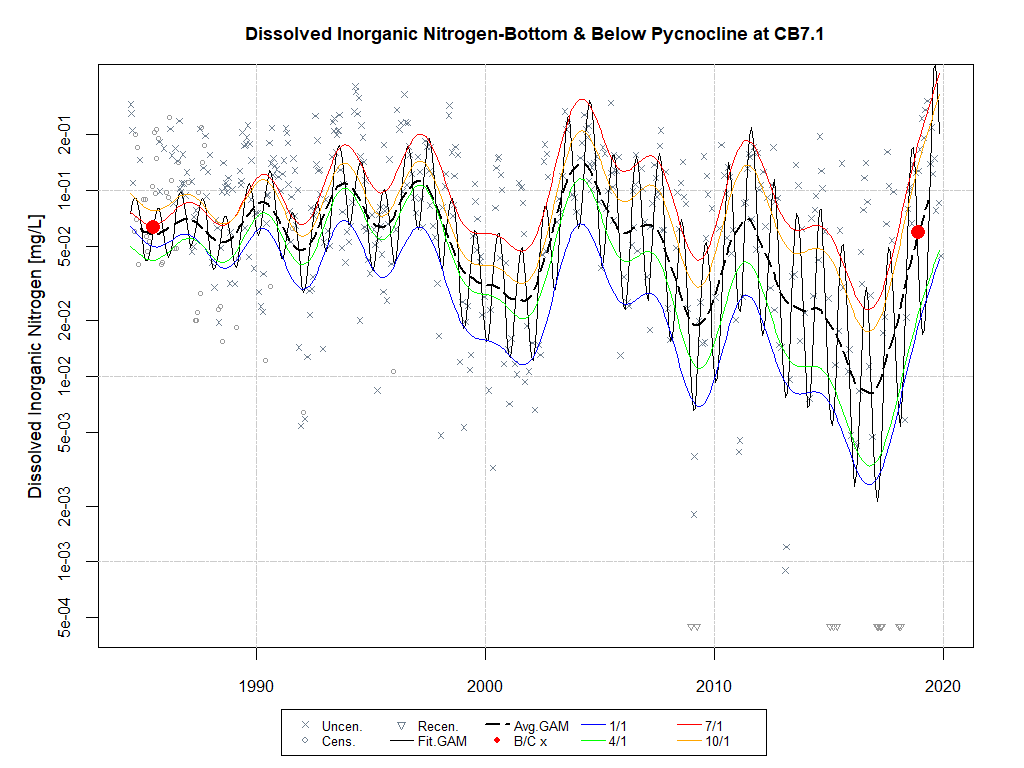 Dissolved Inorganic Nitrogen-Bottom & Below Pycnocline at CB7.1
Dissolved Inorganic Nitrogen [mg/L]
2e-01
1e-01
5e-02
2e-02
1e-02
5e-03
2e-03
1e-03
5e-04
1990 2000 2010 2020
Uncen. Recen. Avg.GAM 1/1 7/1
Cens. Fit.GAM B/C x 4/1 10/1